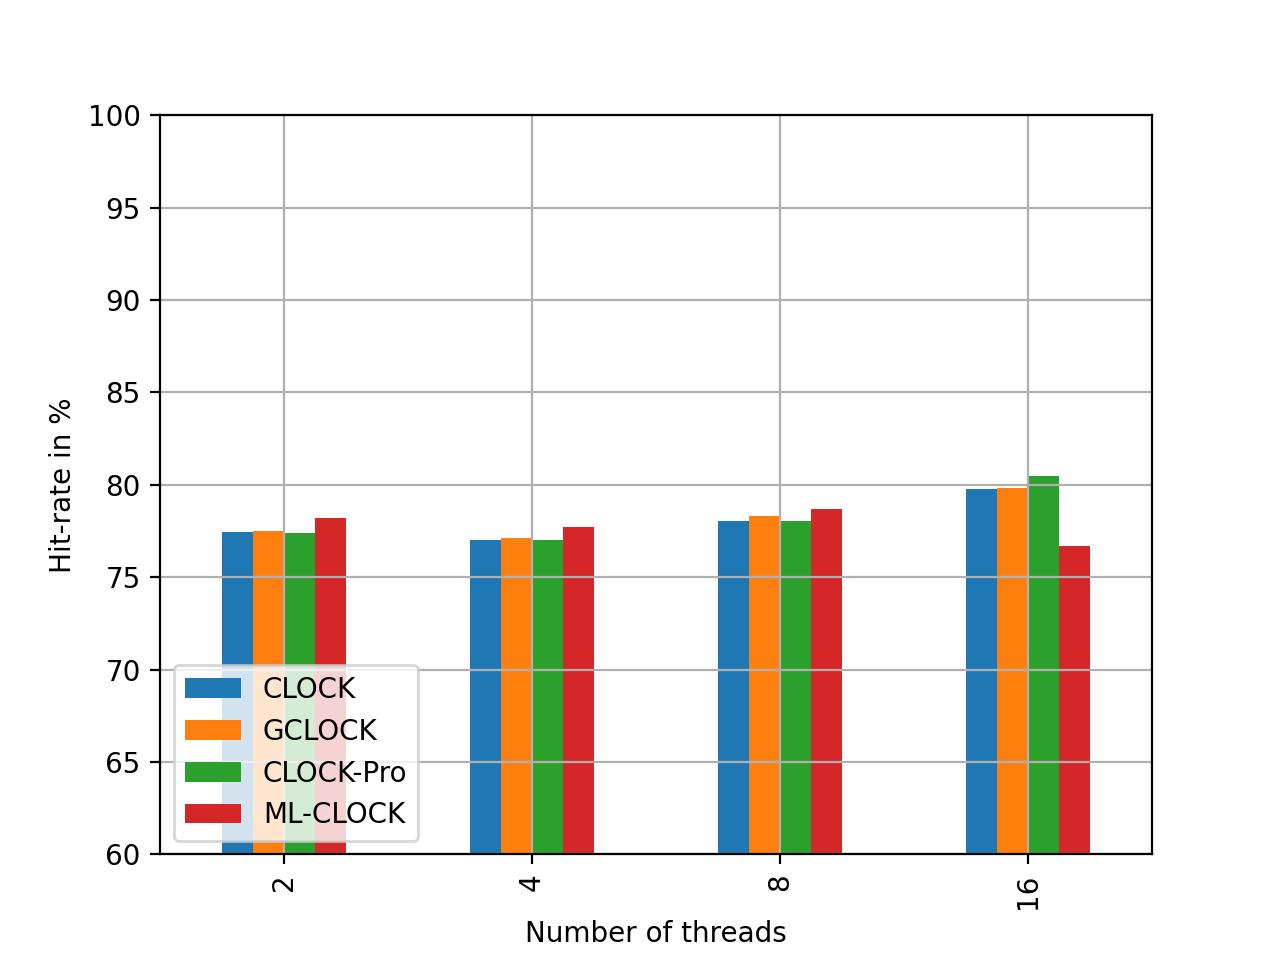 100
95
90
85
80
75
70
65
60
Hit-rate in %
CLOCK
GCLOCK
CLOCK-Pro
ML-CLOCK
2
4
8
16
Number of threads